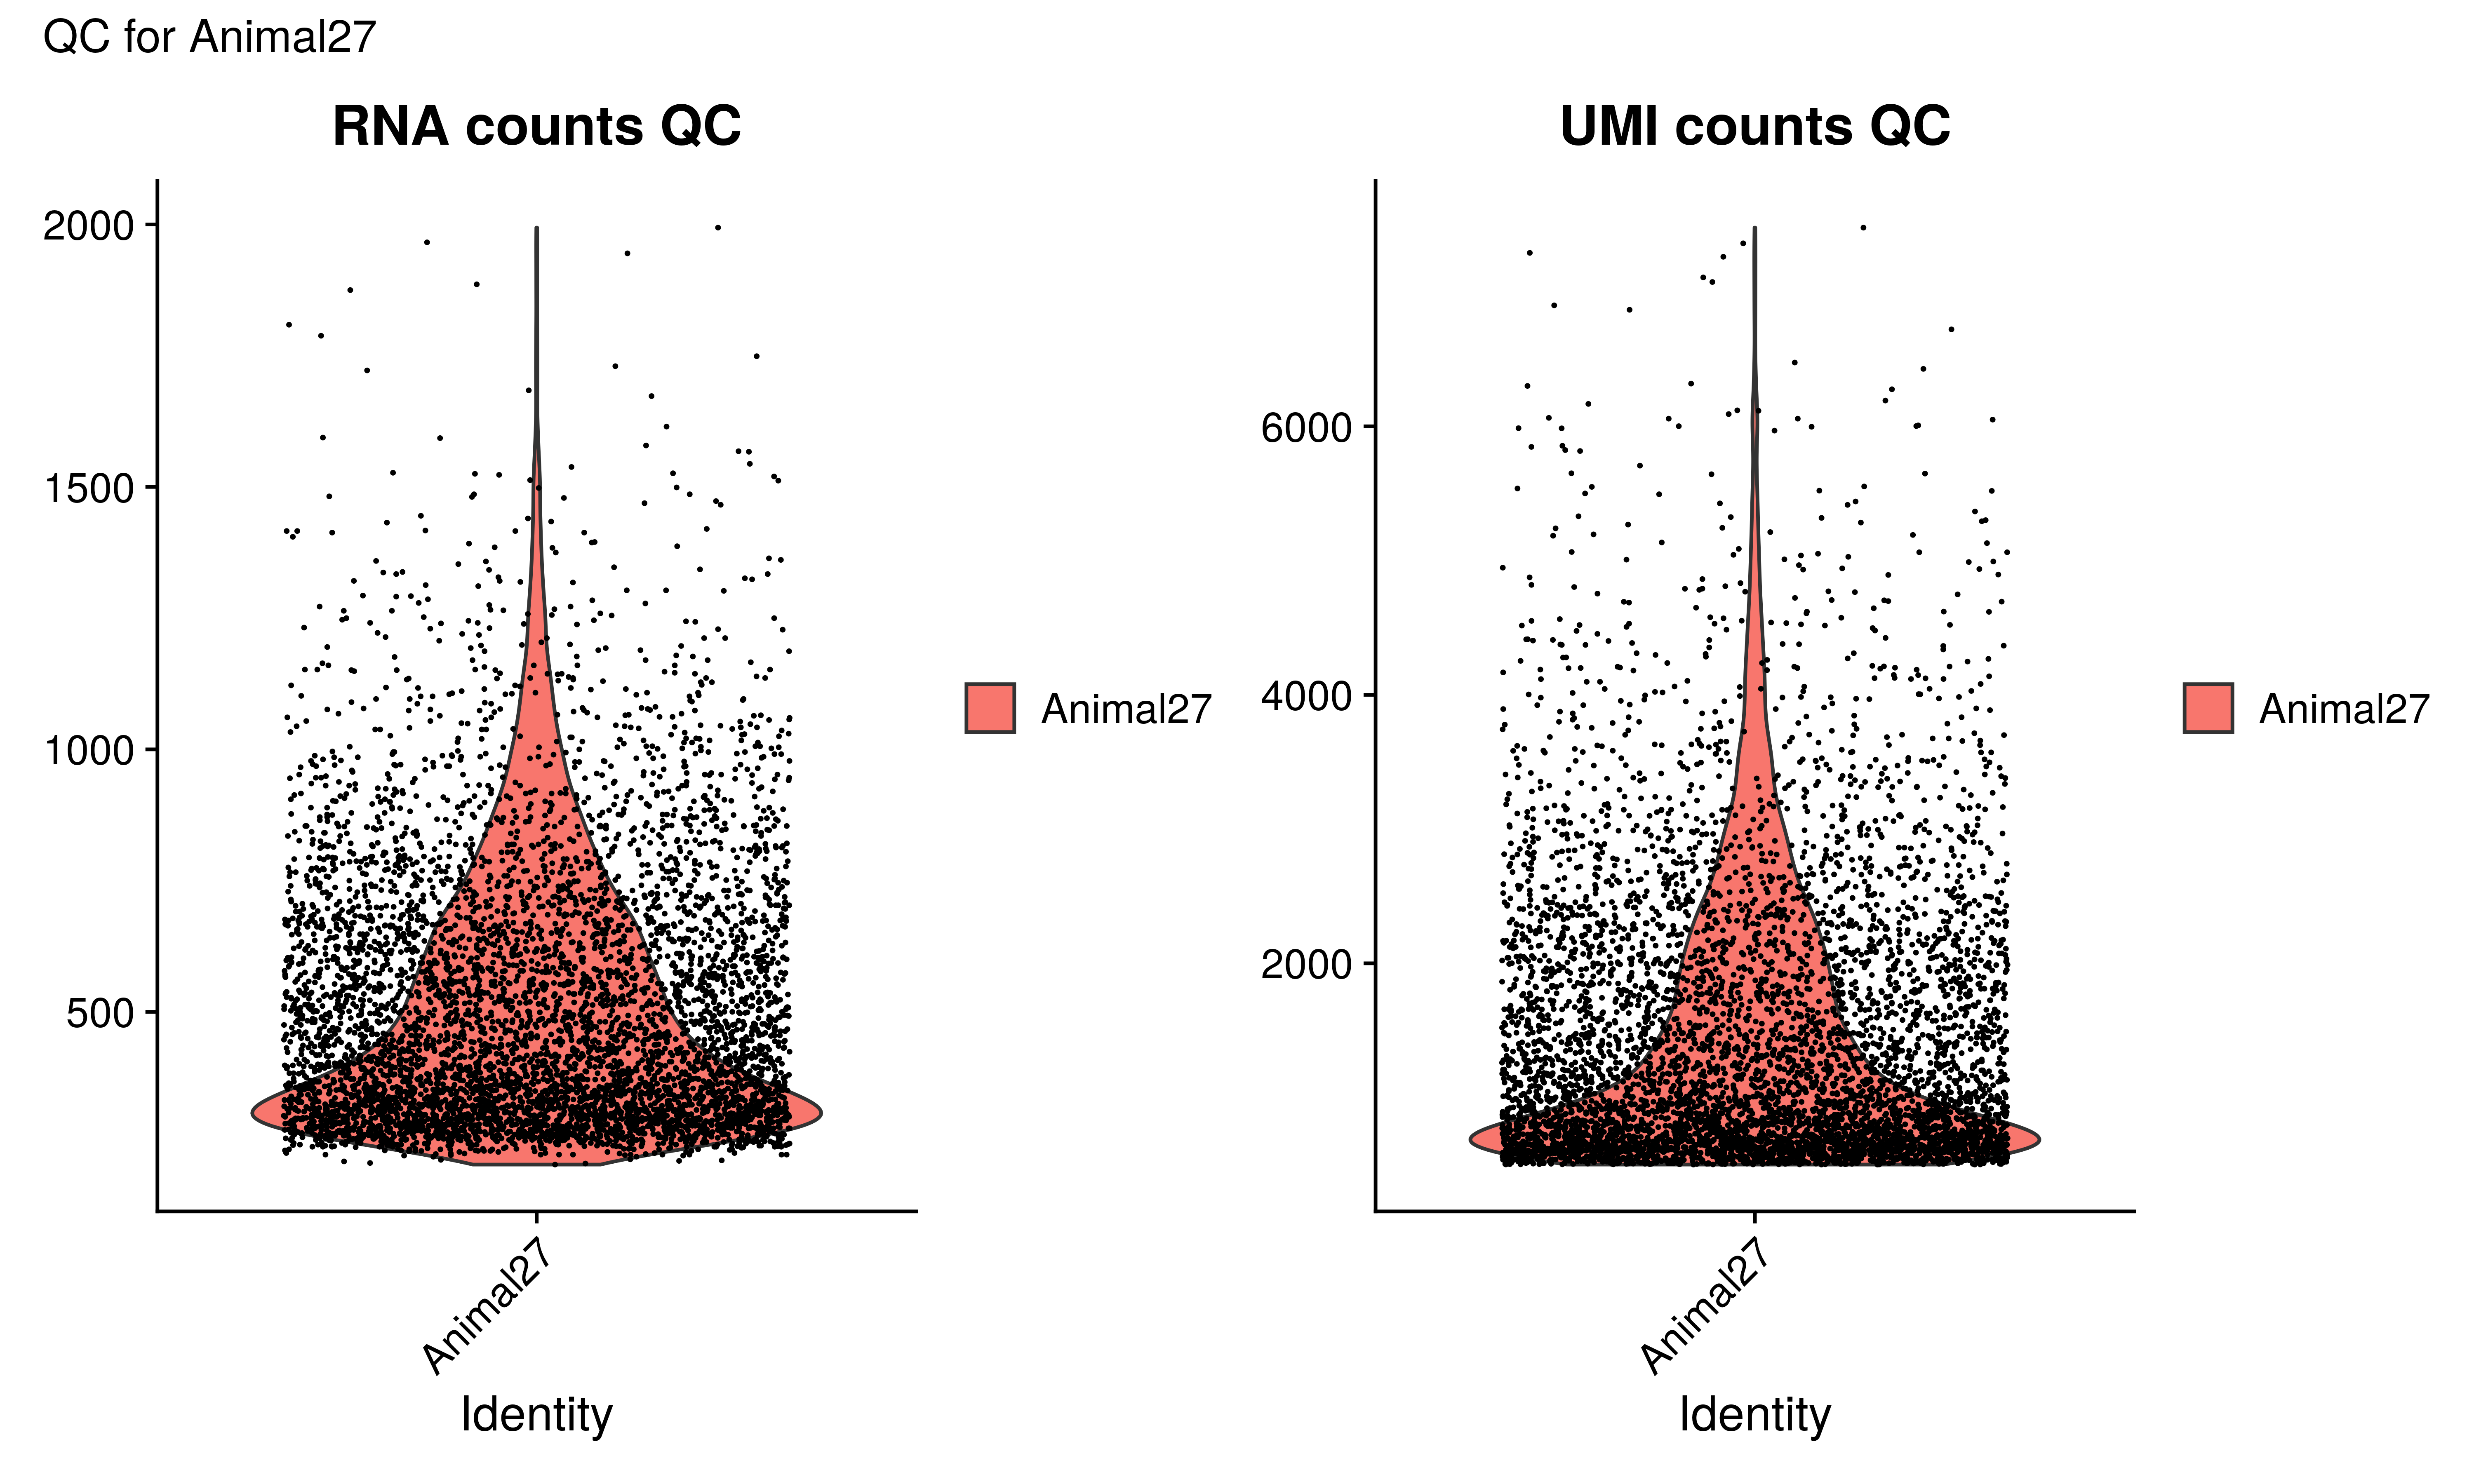 QC for Animal27
RNA counts QC
2000
1500
1000
500
Animal27
Identity
Animal27
UMI counts QC
6000
4000
2000
Animal27
Identity
Animal27